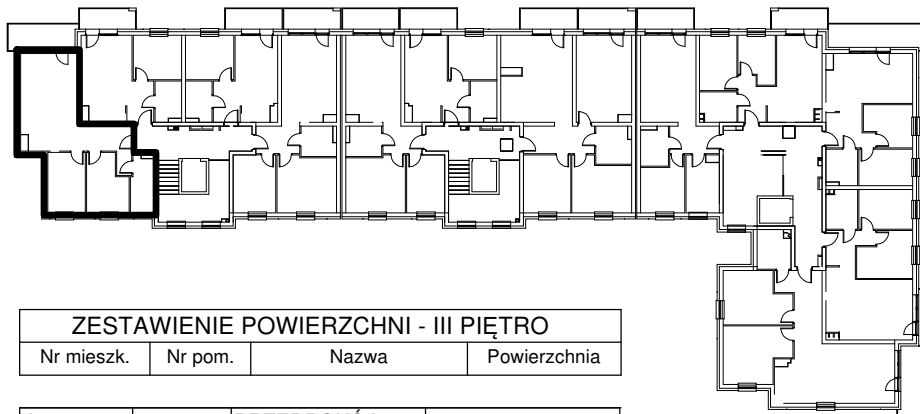 ZESTAWIENIE POWIERZCHNI - III PIĘTRO
Nr mieszk. Nr pom. Nazwa Powierzchnia